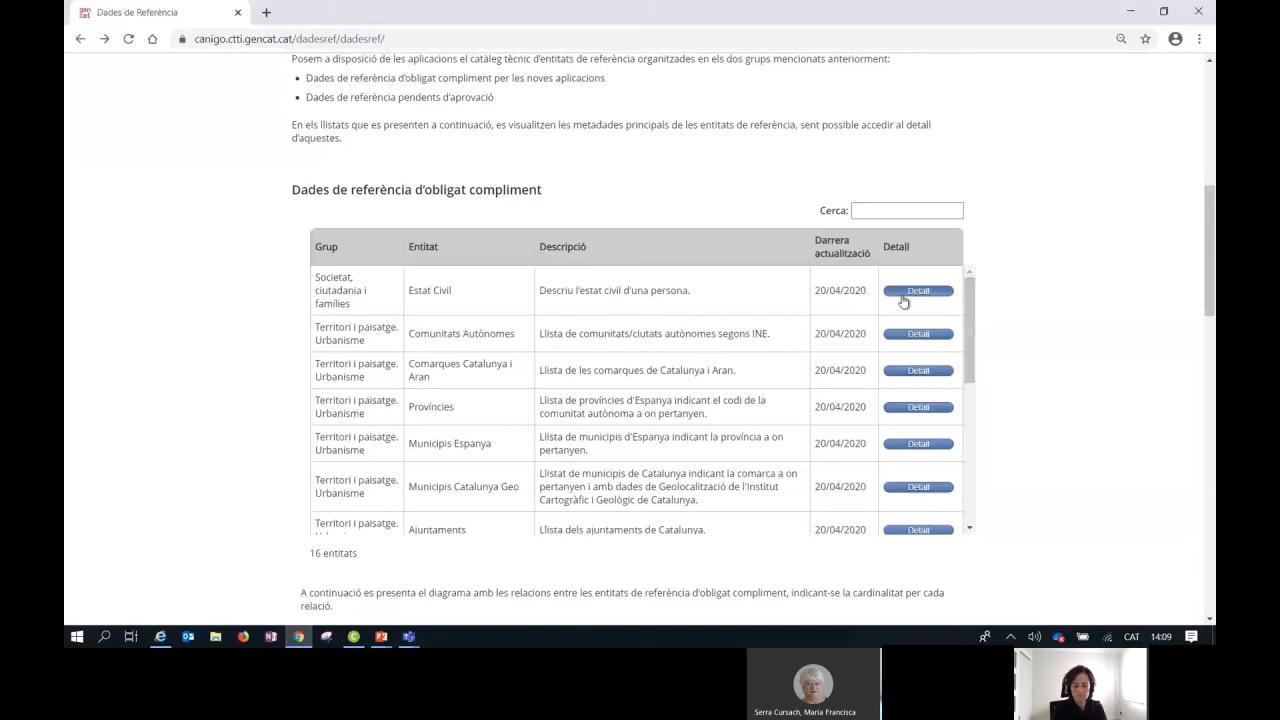 gen
cat
Dades de Referència
canigo.ctti.gencat.cat/dadesref/dadesref/
Posem a disposició de les aplicacions el catàleg tècnic d'entitats de referència organitzades en els dos grups mencionats anteriorment:
• Dades de referència d'obligat compliment per les noves aplicacions
• Dades de referència pendents d'aprovació
En els llistats que es presenten a continuació, es visualitzen les metadades principals de les entitats de referència, sent possible accedir al detall
d'aquestes.
Dades de referència d'obligat compliment
Cerca:
Grup Entitat Descripció Darrera
actualització Detall
Societat,
ciutadania i
famílies Estat Civil Descriu l'estat civil d'una persona. 20/04/2020 Detall
Territori i paisatge.
Urbanisme Comunitats Autònomes Llista de comunitats/ciutats autònomes segons INE. 20/04/2020 Detall
Territori i paisatge.
Urbanisme Comarques Catalunya i
Aran Llista de les comarques de Catalunya i Aran. 20/04/2020 Detall
Territori i paisatge.
Urbanisme Províncies Llista de províncies d'Espanya indicant el codi de la
comunitat autònoma a on pertanyen. 20/04/2020 Detall
Territori i paisatge.
Urbanisme Municipis Espanya Llista de municipis d'Espanya indicant la província a on
pertanyen. 20/04/2020 Detall
Territori i paisatge.
Urbanisme Municipis Catalunya Geo Llistat de municipis de Catalunya indicant la comarca a on
pertanyen i amb dades de Geolocalització de l'Institut
Cartogràfic i Geològic de Catalunya. 20/04/2020 Detall
Territori i paisatge.
Urbanisme Ajuntaments Llista dels ajuntaments de Catalunya. 20/04/2020 Detall
16 entitats
A continuació es presenta el diagrama amb les relacions entre les entitats de referència d'obligat compliment, indicant-se la cardinalitat per cada
relació.
CAT 14:09
Serra Cursach, Maria Francisca